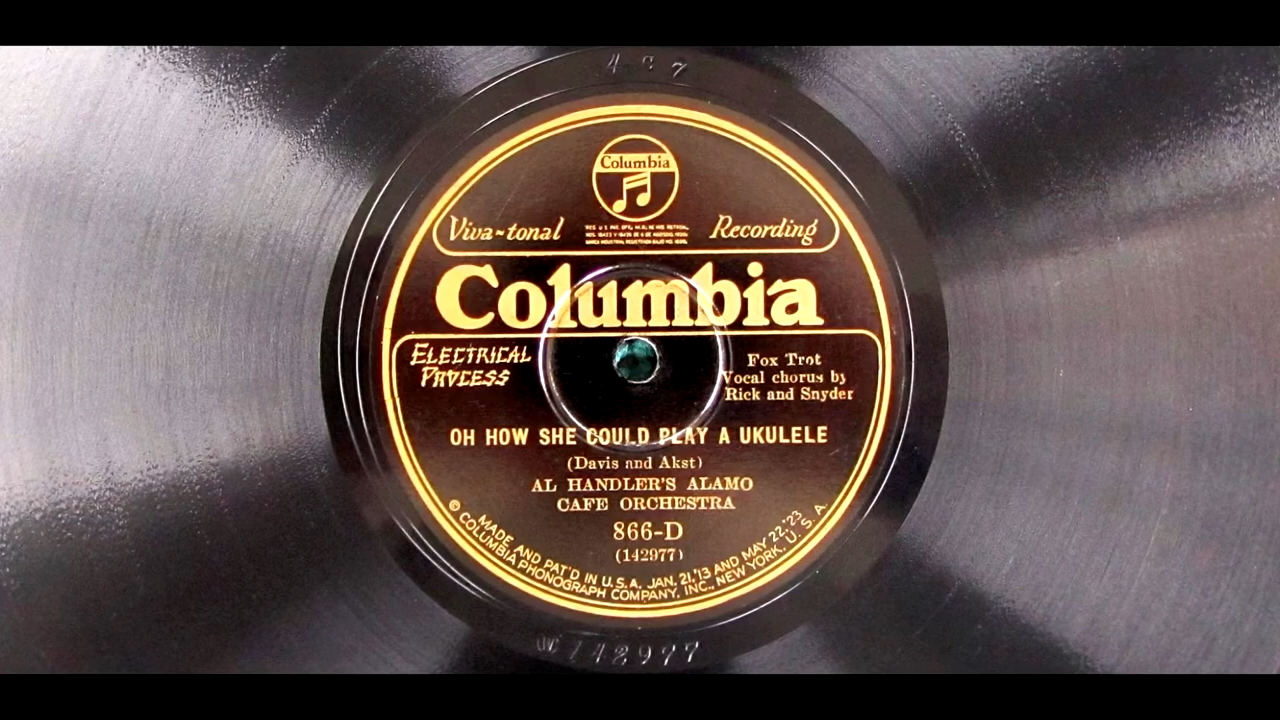 Columbia
Viva-tonal Recording
Columbia
ELECTRICAL
PROCESS
Fox Trot
Vocal chorus by
Rick and Snyder
OH HOW SHE COULD PLAY A UKULELE
(Davis and Akst)
AL HANDLER'S ALAMO
CAFE ORCHESTRA
866-D
(142977)
MADE AND PAT'D IN U.S.A. JAN. 21,'13 AND MAY 22,'23
© COLUMBIA PHONOGRAPH COMPANY, INC., NEW YORK, U. S. A.
W142977